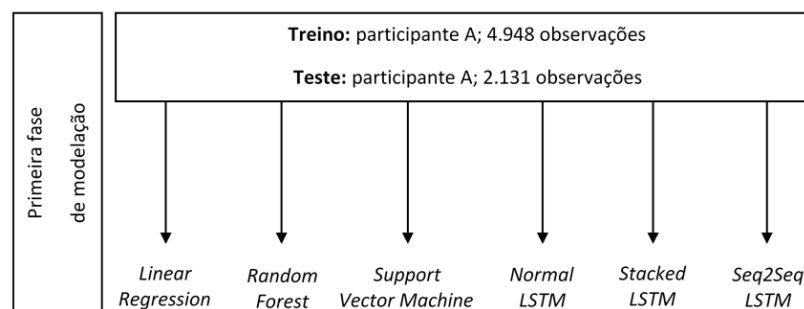 Primeira fase
de modelação
Treino: participante A; 4.948 observações
Teste: participante A; 2.131 observações
Linear
Regression
Random
Forest
Support
Vector Machine
Normal
LSTM
Stacked
LSTM
Seq2Seq
LSTM